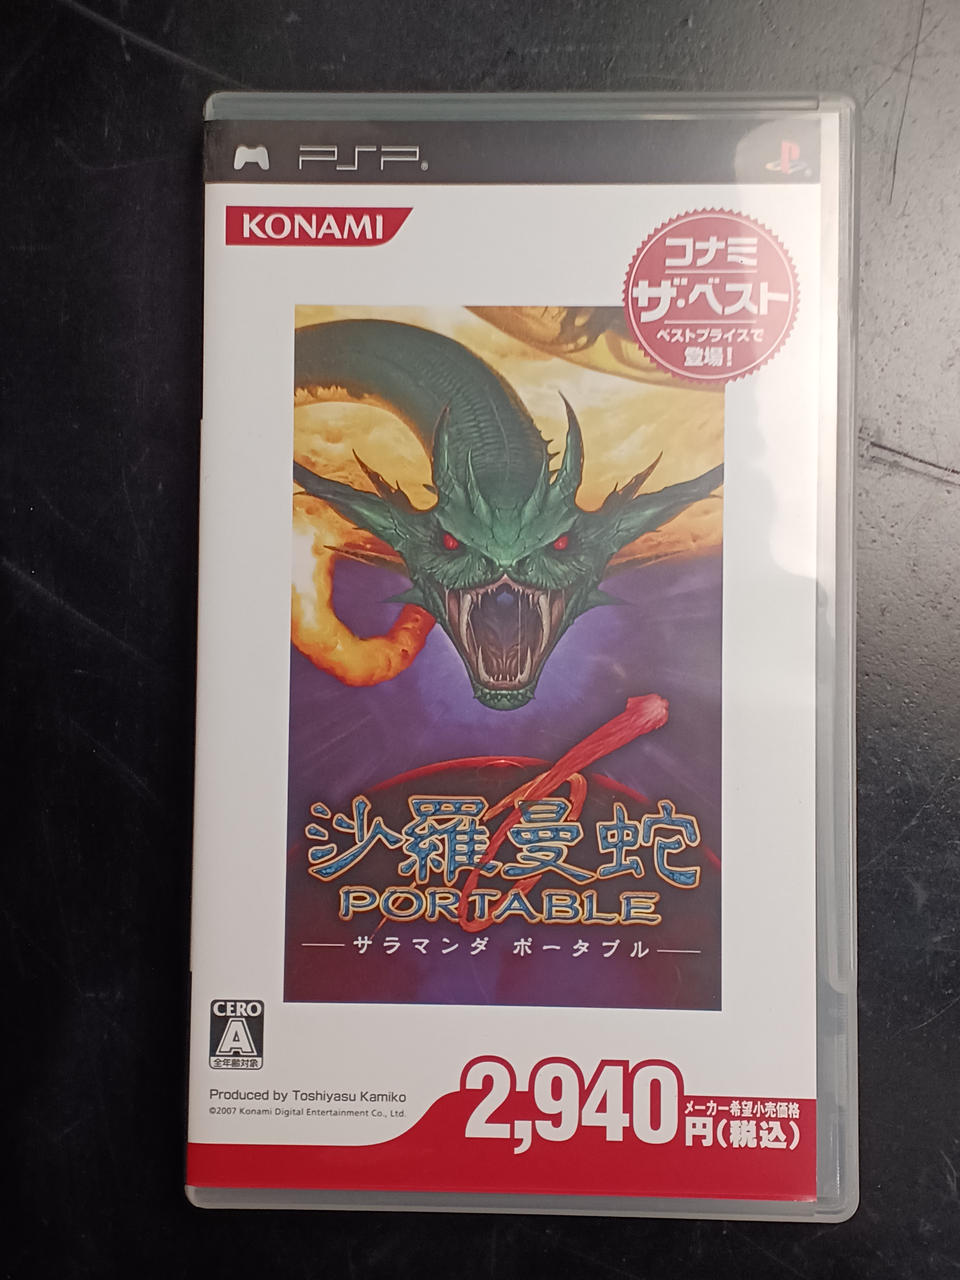 PSP®
KONAMI
コナミ
ザ・ベスト
ベストプライスで
登場!
沙羅曼蛇
PORTABLE
サラマンダ ポータブル
CERO
A
全年齢対象
Produced by Toshiyasu Kamiko
©2007 Konami Digital Entertainment Co., Ltd.
2,940
メーカー希望小売価格
円(税込)